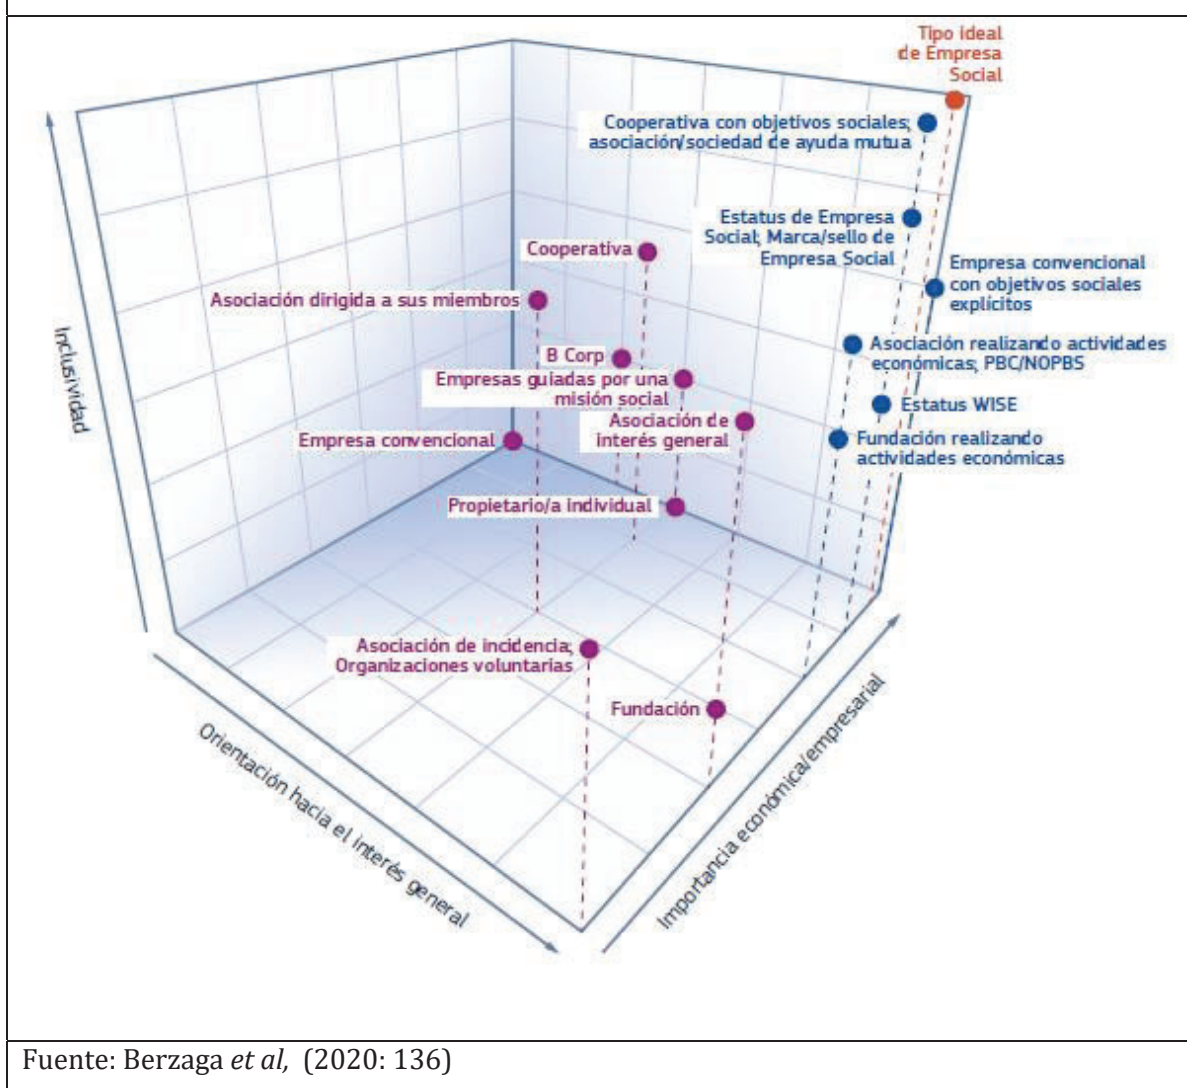 Tipo ideal
de Empresa
Social
Cooperativa con objetivos sociales;
asociación/sociedad de ayuda mutua
Estatus de Empresa
Social; Marca/sello de
Empresa Social
Cooperativa
Empresa convencional
con objetivos sociales
explícitos
Asociación dirigida a sus miembros
Asociación realizando actividades
económicas; PBC/NOPBS
B Corp
Empresas guiadas por una
misión social
Estatus WISE
Asociación de
interés general
Empresa convencional
Fundación realizando
actividades económicas
Propietario/a individual
Asociación de incidencia;
Organizaciones voluntarias
Fundación
Inclusividad
Orientación hacia el interés general
Importancia económica/empresarial
Fuente: Berzaga et al, (2020: 136)